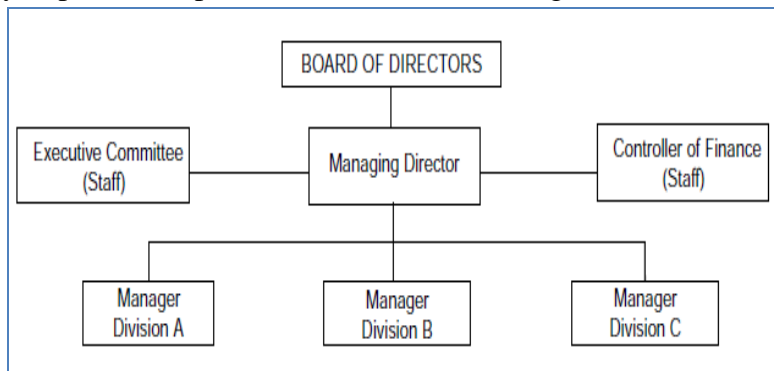 BOARD OF DIRECTORS
Executive Committee
(Staff)
Managing Director
Controller of Finance
(Staff)
Manager
Division A
Manager
Division B
Manager
Division C